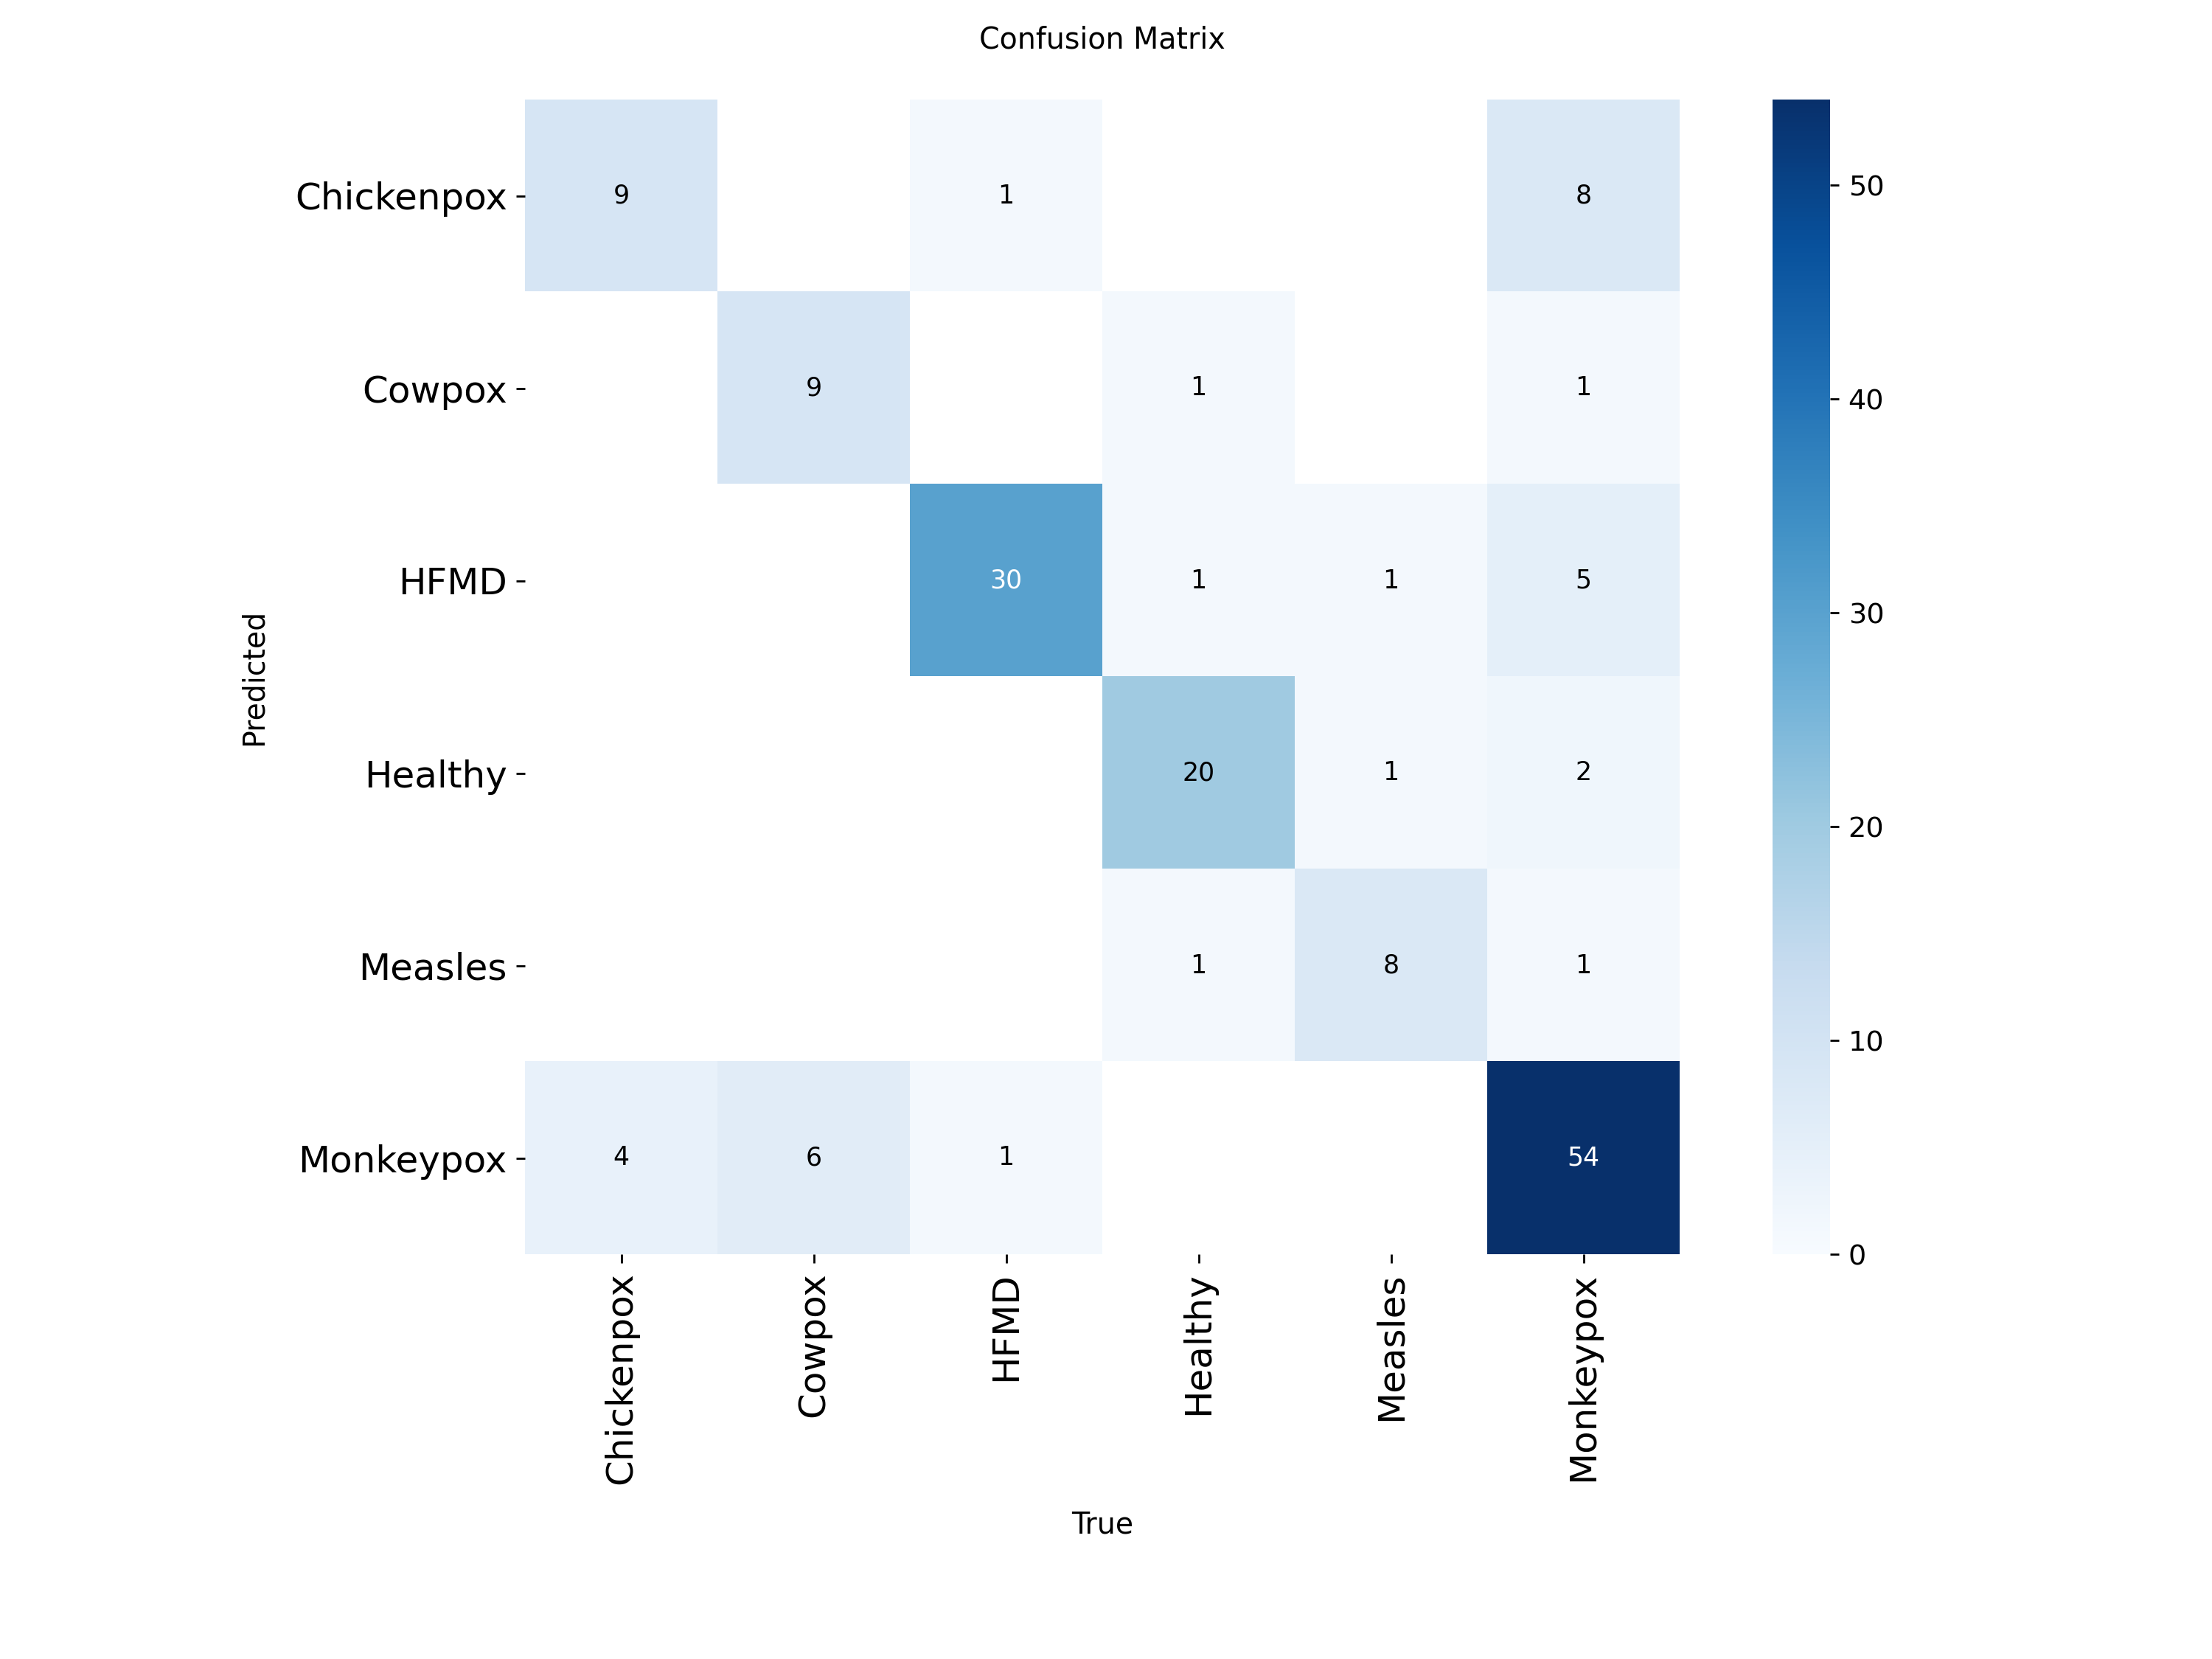 Confusion Matrix
Chickenpox 9 1 8
Cowpox 9 1 1
HFMD 30 1 1 5
Healthy 20 1 2
Measles 1 8 1
Monkeypox 4 6 1 54
Predicted
Chickenpox Cowpox HFMD Healthy Measles Monkeypox
True
50
40
30
20
10
0